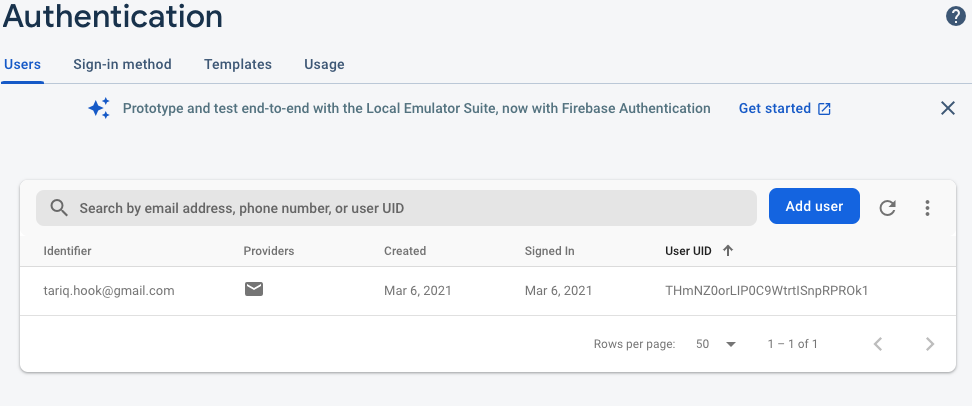 Authentication
Users Sign-in method Templates Usage
Prototype and test end-to-end with the Local Emulator Suite, now with Firebase Authentication Get started
Search by email address, phone number, or user UID Add user
Identifier Providers Created Signed In User UID
tariq.hook@gmail.com Mar 6, 2021 Mar 6, 2021 THmNZ0orLlP0C9WtrtISnpRPROk1
Rows per page: 50 1 – 1 of 1